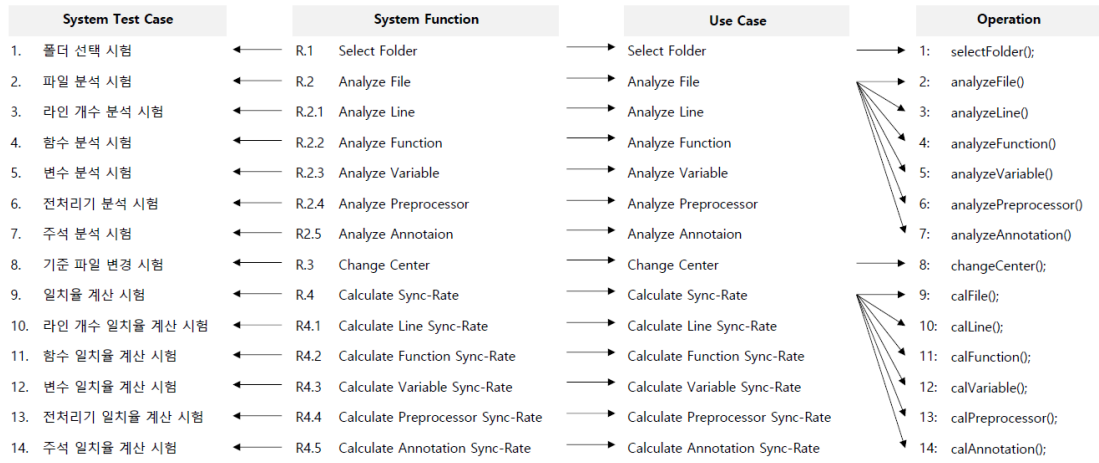 System Test Case System Function Use Case Operation
1. 폴더 선택 시험 R.1 Select Folder Select Folder 1: selectFolder();
2. 파일 분석 시험 R.2 Analyze File Analyze File 2: analyzeFile()
3. 라인 개수 분석 시험 R.2.1 Analyze Line Analyze Line 3: analyzeLine()
4. 함수 분석 시험 R.2.2 Analyze Function Analyze Function 4: analyzeFunction()
5. 변수 분석 시험 R.2.3 Analyze Variable Analyze Variable 5: analyzeVariable()
6. 전처리기 분석 시험 R.2.4 Analyze Preprocessor Analyze Preprocessor 6: analyzePreprocessor()
7. 주석 분석 시험 R2.5 Analyze Annotaion Analyze Annotaion 7: analyzeAnnotation()
8. 기준 파일 변경 시험 R.3 Change Center Change Center 8: changeCenter();
9. 일치율 계산 시험 R.4 Calculate Sync-Rate Calculate Sync-Rate 9: calFile();
10. 라인 개수 일치율 계산 시험 R4.1 Calculate Line Sync-Rate Calculate Line Sync-Rate 10: calLine();
11. 함수 일치율 계산 시험 R4.2 Calculate Function Sync-Rate Calculate Function Sync-Rate 11: calFunction();
12. 변수 일치율 계산 시험 R4.3 Calculate Variable Sync-Rate Calculate Variable Sync-Rate 12: calVariable();
13. 전처리기 일치율 계산 시험 R4.4 Calculate Preprocessor Sync-Rate Calculate Preprocessor Sync-Rate 13: calPreprocessor();
14. 주석 일치율 계산 시험 R4.5 Calculate Annotation Sync-Rate Calculate Annotation Sync-Rate 14: calAnnotation();